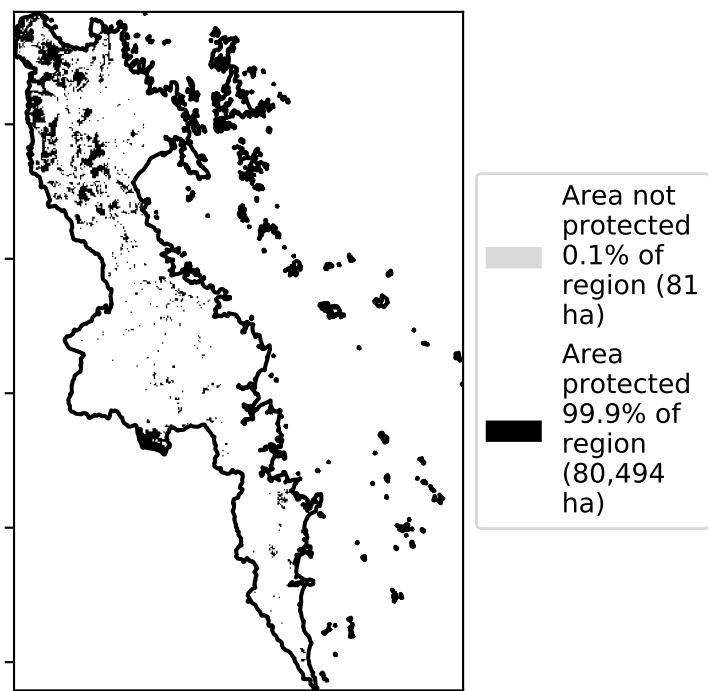 Area not
protected
0.1% of
region (81
ha)
Area
protected
99.9% of
region
(80,494
ha)